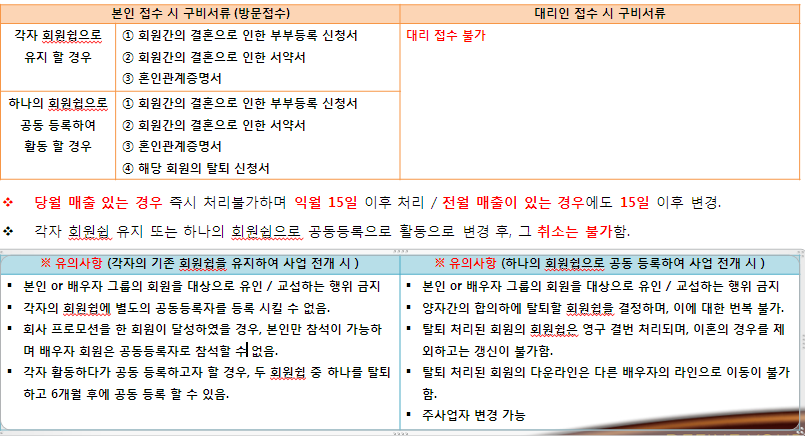 본인 접수 시 구비서류 (방문접수)
대리인 접수 시 구비서류
각자 회원쉽으로
유지 할 경우
① 회원간의 결혼으로 인한 부부등록 신청서
② 회원간의 결혼으로 인한 서약서
③ 혼인관계증명서
대리 접수 불가
하나의 회원쉽으로
공동 등록하여
활동 할 경우
① 회원간의 결혼으로 인한 부부등록 신청서
② 회원간의 결혼으로 인한 서약서
③ 혼인관계증명서
④ 해당 회원의 탈퇴 신청서
❖ 당월 매출 있는 경우 즉시 처리불가하며 익월 15일 이후 처리 / 전월 매출이 있는 경우에도 15일 이후 변경.
❖ 각자 회원쉽 유지 또는 하나의 회원쉽으로 공동등록으로 활동으로 변경 후, 그 취소는 불가함.
※ 유의사항 (각자의 기존 회원쉽을 유지하여 사업 전개 시 )
▪ 본인 or 배우자 그룹의 회원을 대상으로 유인 / 교섭하는 행위 금지
▪ 각자의 회원쉽에 별도의 공동등록자를 등록 시킬 수 없음.
▪ 회사 프로모션을 한 회원이 달성하였을 경우, 본인만 참석이 가능하
며 배우자 회원은 공동등록자로 참석할 수 없음.
▪ 각자 활동하다가 공동 등록하고자 할 경우, 두 회원쉽 중 하나를 탈퇴
하고 6개월 후에 공동 등록 할 수 있음.
※ 유의사항 (하나의 회원쉽으로 공동 등록하여 사업 전개 시 )
▪ 본인 or 배우자 그룹의 회원을 대상으로 유인 / 교섭하는 행위 금지
▪ 양자간의 합의하에 탈퇴할 회원쉽을 결정하며, 이에 대한 번복 불가.
▪ 탈퇴 처리된 회원의 회원쉽은 영구 결번 처리되며, 이혼의 경우를 제
외하고는 갱신이 불가함.
▪ 탈퇴 처리된 회원의 다운라인은 다른 배우자의 라인으로 이동이 불가
함.
▪ 주사업자 변경 가능